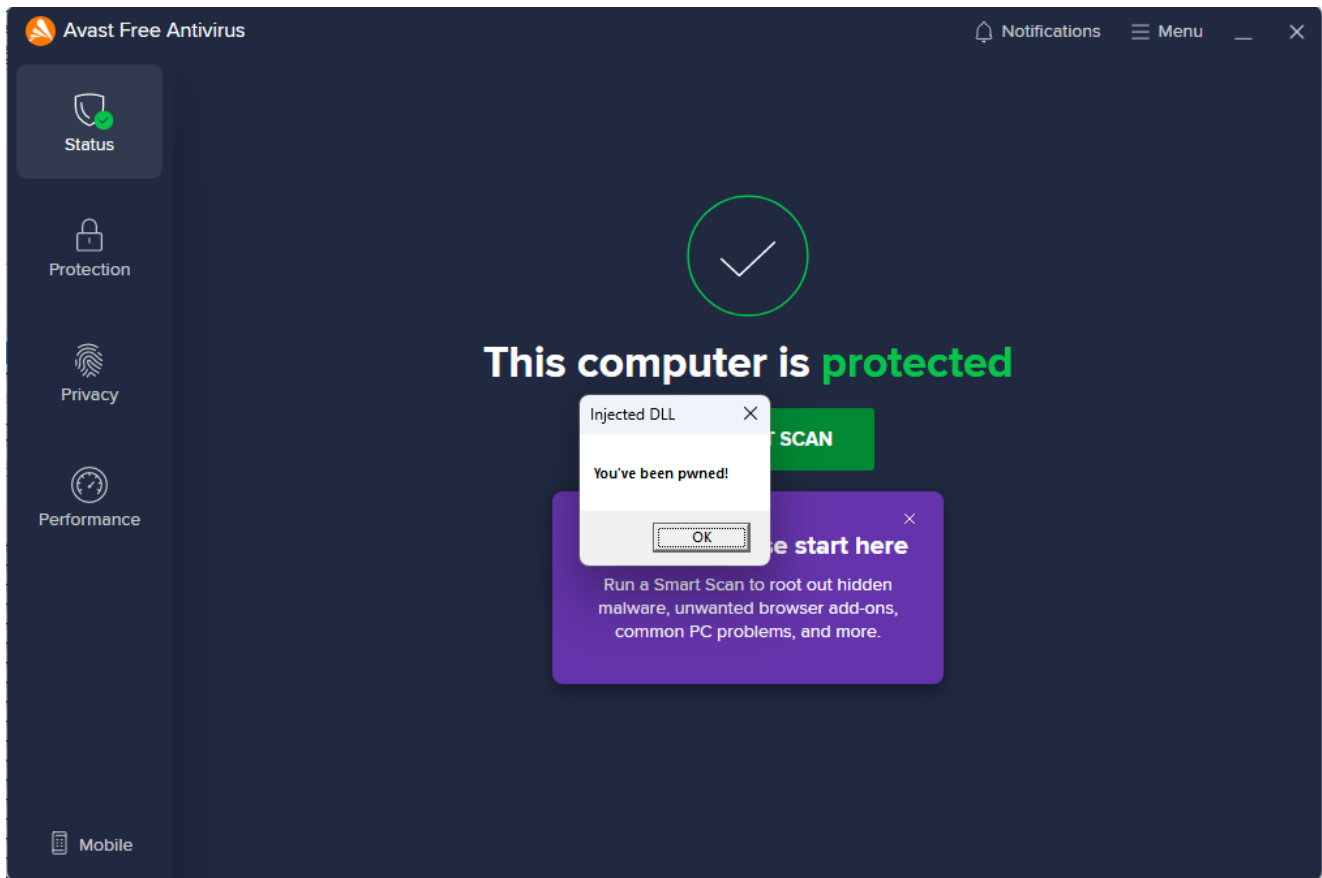 Avast Free Antivirus
Notifications
Menu
Status
Protection
Privacy
Performance
Mobile
This computer is protected
Injected DLL
You've been pwned!
OK
SCAN
start here
Run a Smart Scan to root out hidden
malware, unwanted browser add-ons,
common PC problems, and more.